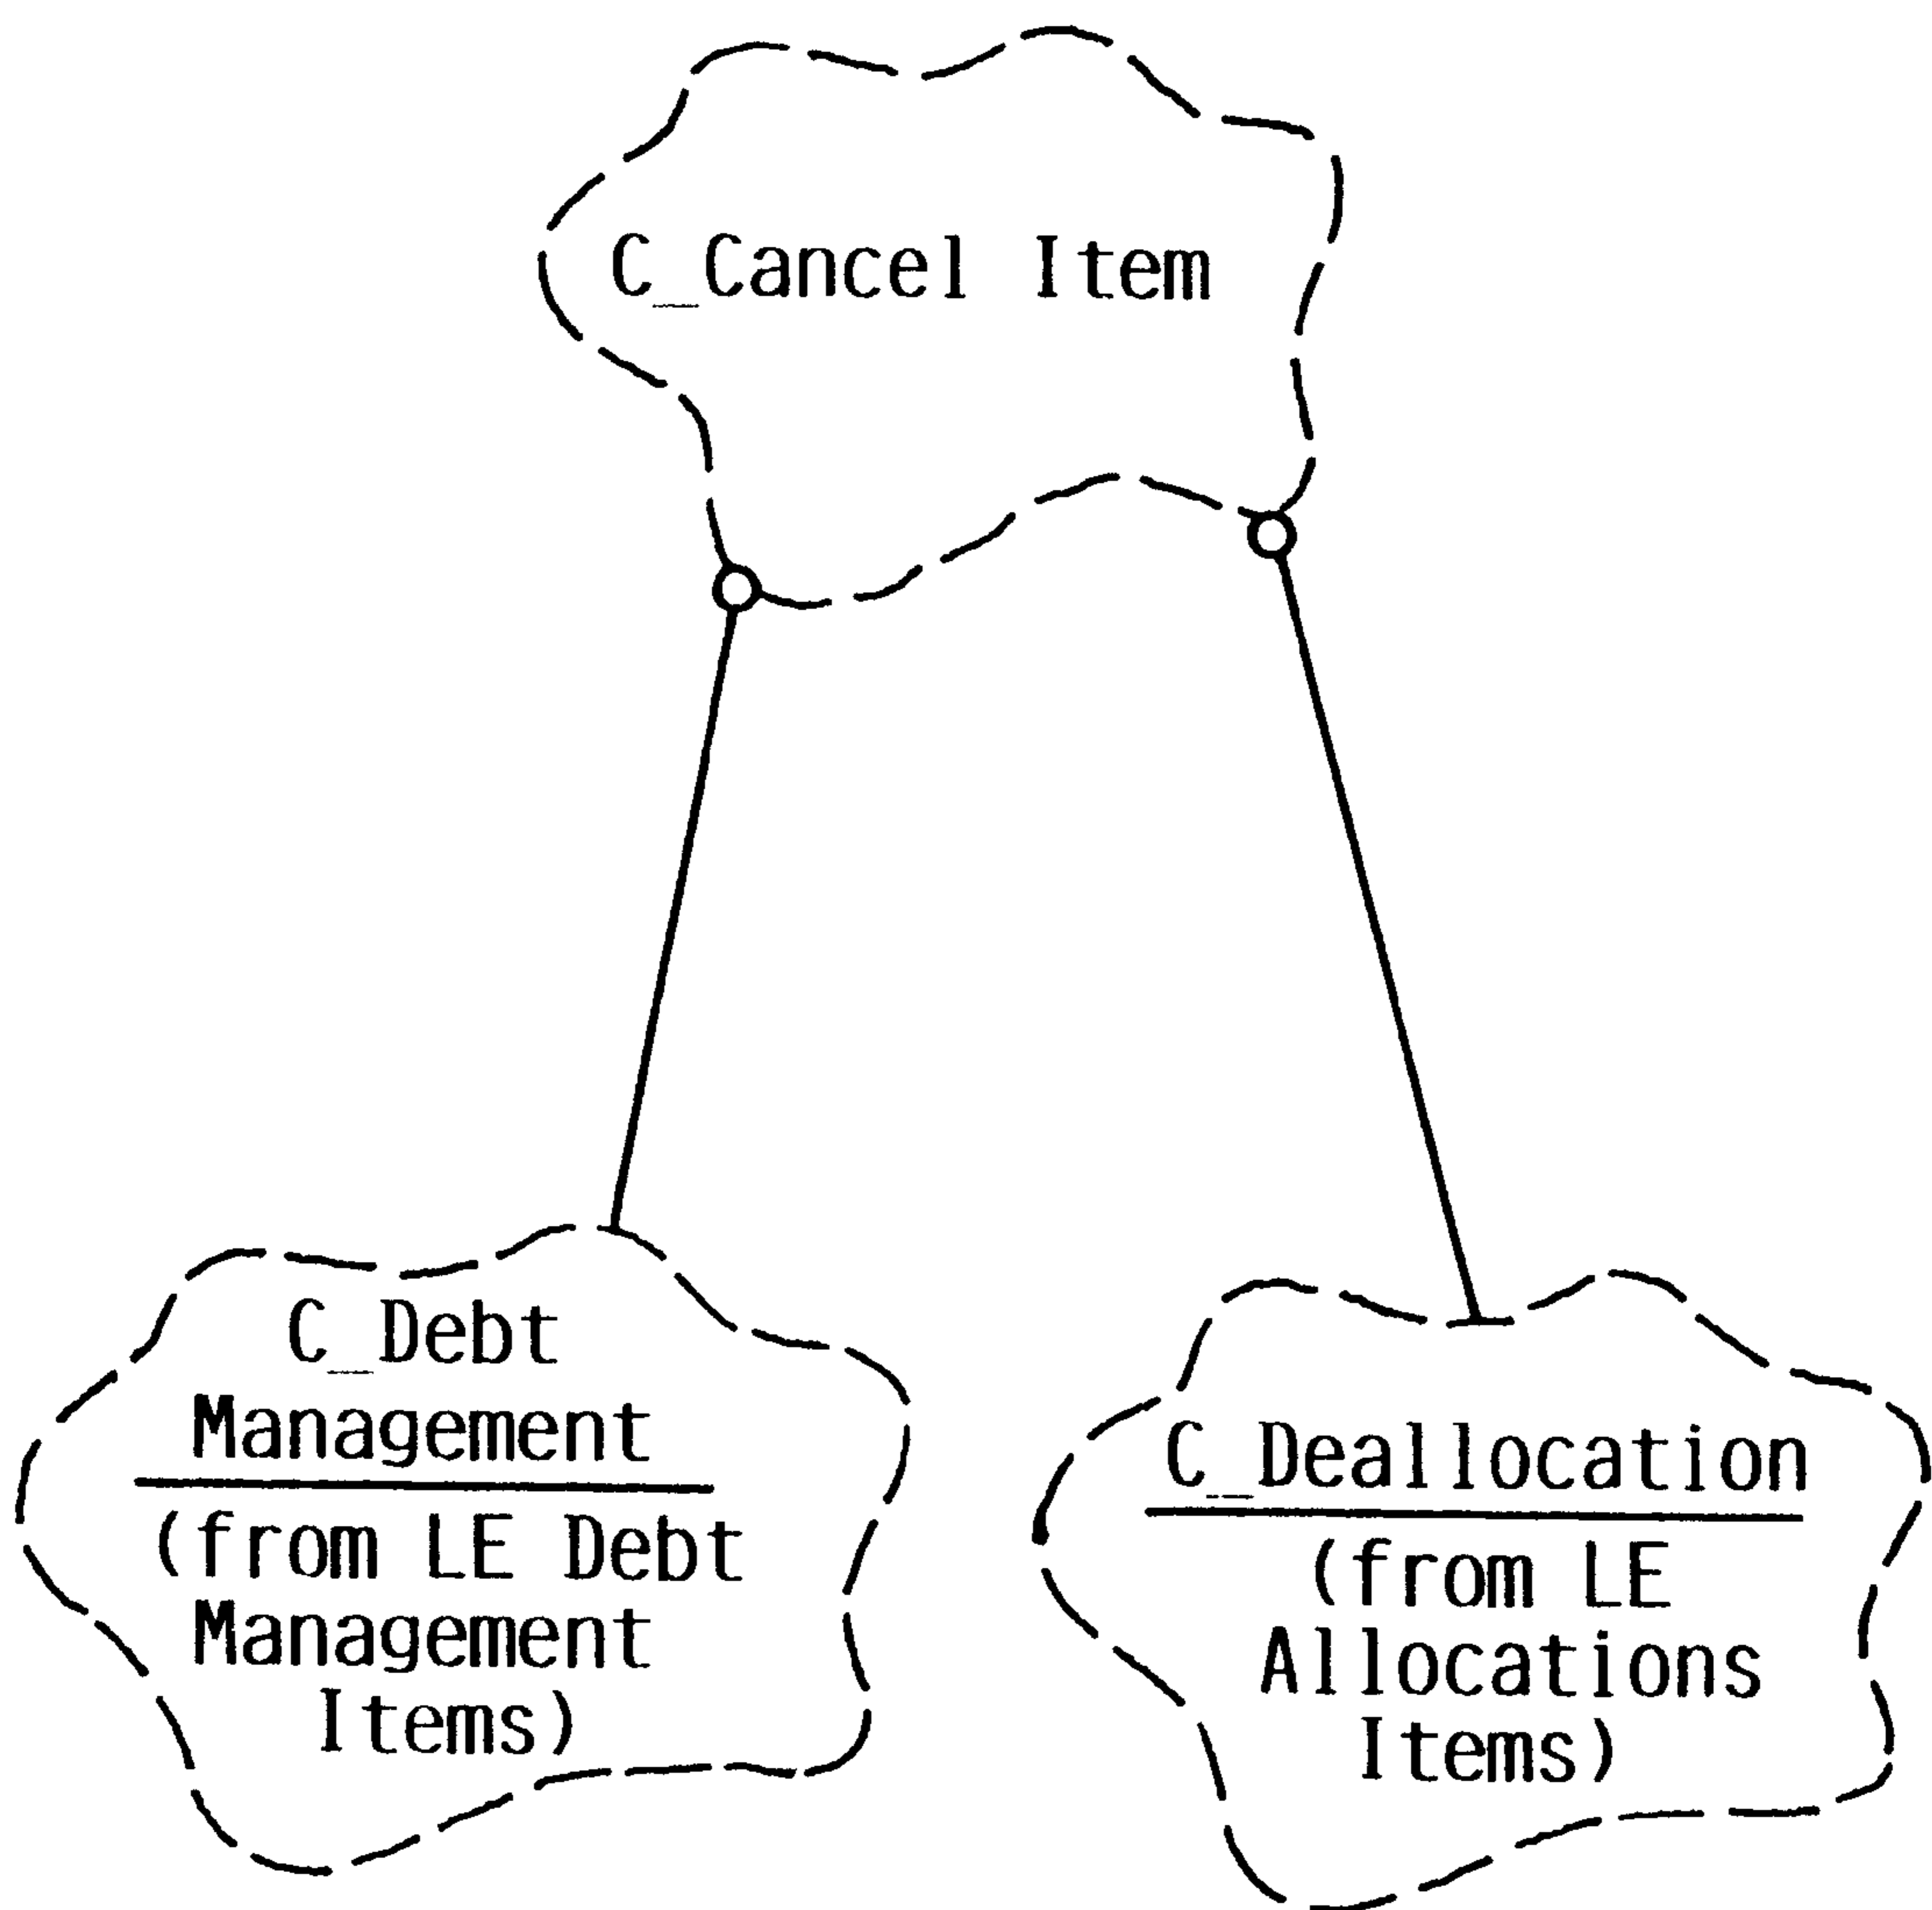 C_Cancel Item
C_Debt
Management
(from LE Debt
Management
Items)
C_Deallocation
(from LE
Allocations
Items)